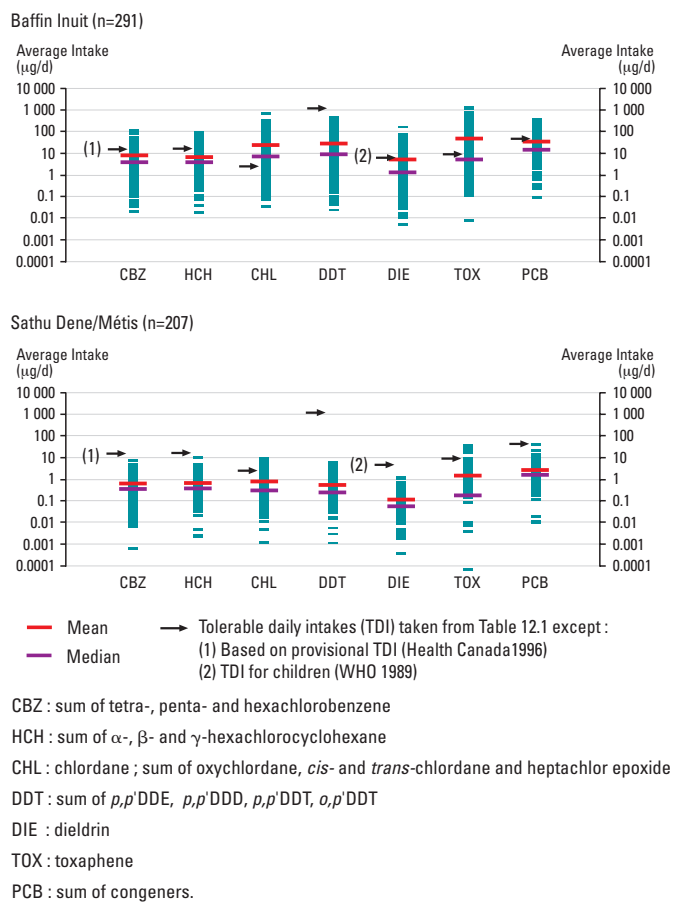 Baffin Inuit (n=291)
Average Intake Average Intake
(µg/d) (µg/d)
10 000 10 000
1 000 1 000
100 100
(1) 10 (2) 10
1 1
0.1 0.1
0.01 0.01
0.001 0.001
0.0001 0.0001
CBZ HCH CHL DDT DIE TOX PCB
Sathu Dene/Métis (n=207)
Average Intake Average Intake
(µg/d) (µg/d)
10 000 10 000
1 000 1 000
100 100
(1) 10 (2) 10
1 1
0.1 0.1
0.01 0.01
0.001 0.001
0.0001 0.0001
CBZ HCH CHL DDT DIE TOX PCB
Mean Tolerable daily intakes (TDI) taken from Table 12.1 except :
Median (1) Based on provisional TDI (Health Canada1996)
(2) TDI for children (WHO 1989)
CBZ : sum of tetra-, penta- and hexachlorobenzene
HCH : sum of α-, β- and γ-hexachlorocyclohexane
CHL : chlordane ; sum of oxychlordane, cis- and trans-chlordane and heptachlor epoxide
DDT : sum of p,p'DDE, p,p'DDD, p,p'DDT, o,p'DDT
DIE : dieldrin
TOX : toxaphene
PCB : sum of congeners.